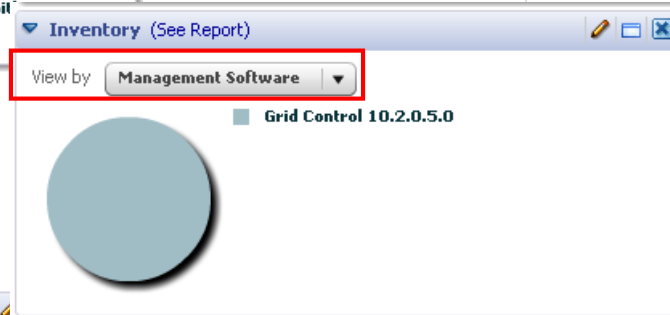 Inventory (See Report)
View by Management Software
Grid Control 10.2.0.5.0